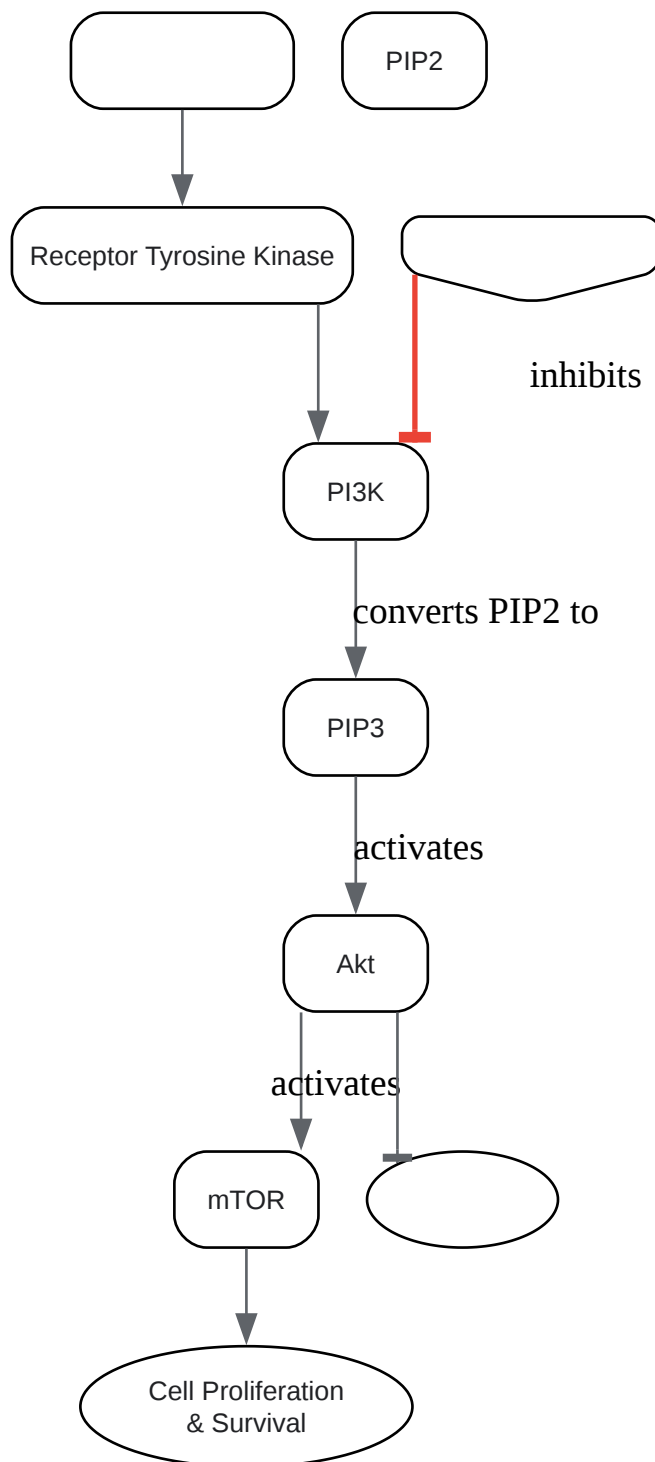 PIP2
Receptor Tyrosine Kinase
inhibits
PI3K
converts PIP2 to
PIP3
activates
Akt
activates
mTOR
Cell Proliferation
& Survival